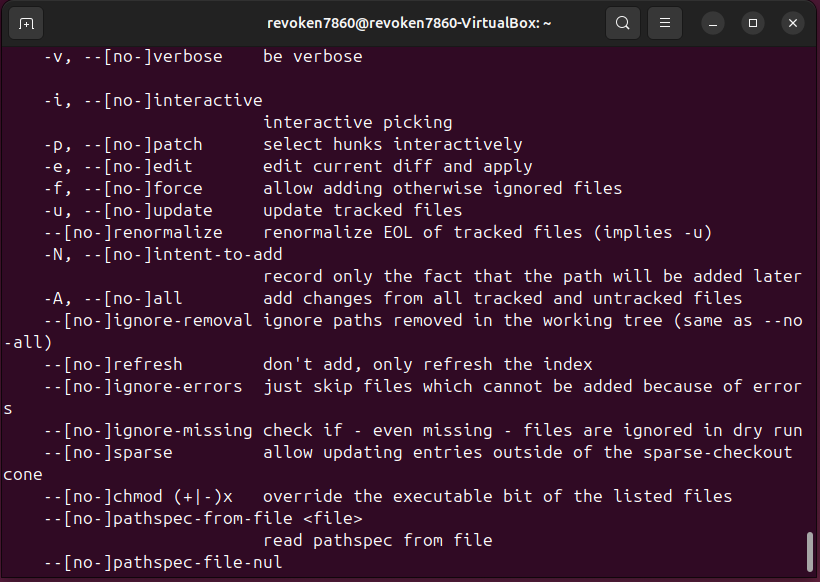 revoken7860@revoken7860-VirtualBox: ~
-v, --[no-]verbose    be verbose
-i, --[no-]interactive
interactive picking
-p, --[no-]patch      select hunks interactively
-e, --[no-]edit       edit current diff and apply
-f, --[no-]force      allow adding otherwise ignored files
-u, --[no-]update     update tracked files
--[no-]renormalize    renormalize EOL of tracked files (implies -u)
-N, --[no-]intent-to-add
record only the fact that the path will be added later
-A, --[no-]all        add changes from all tracked and untracked files
--[no-]ignore-removal ignore paths removed in the working tree (same as --no
-all)
--[no-]refresh        don't add, only refresh the index
--[no-]ignore-errors  just skip files which cannot be added because of error
s
--[no-]ignore-missing check if - even missing - files are ignored in dry run
--[no-]sparse         allow updating entries outside of the sparse-checkout
cone
--[no-]chmod (+|-)x   override the executable bit of the listed files
--[no-]pathspec-from-file <file>
read pathspec from file
--[no-]pathspec-file-nul